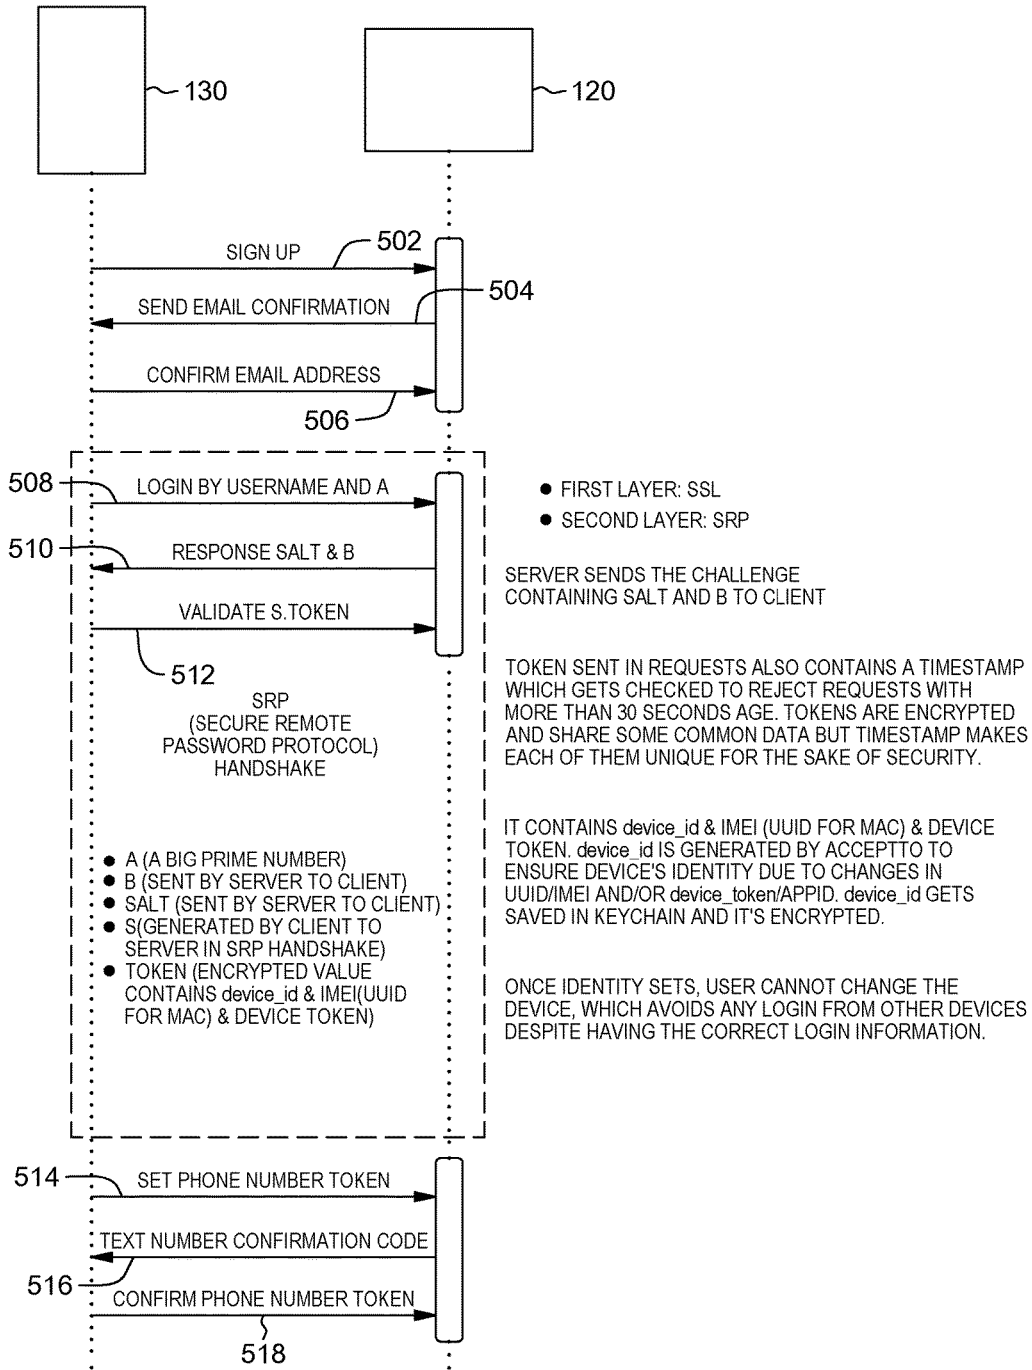 130
120
SIGN UP
502
SEND EMAIL CONFIRMATION
504
CONFIRM EMAIL ADDRESS
506
508
LOGIN BY USERNAME AND A
510
RESPONSE SALT & B
VALIDATE S.TOKEN
512
SRP
(SECURE REMOTE
PASSWORD PROTOCOL)
HANDSHAKE
● A (A BIG PRIME NUMBER)
● B (SENT BY SERVER TO CLIENT)
● SALT (SENT BY SERVER TO CLIENT)
● S(GENERATED BY CLIENT TO
SERVER IN SRP HANDSHAKE)
● TOKEN (ENCRYPTED VALUE
CONTAINS device_id & IMEI(UUID
FOR MAC) & DEVICE TOKEN)
● FIRST LAYER: SSL
● SECOND LAYER: SRP
SERVER SENDS THE CHALLENGE
CONTAINING SALT AND B TO CLIENT
TOKEN SENT IN REQUESTS ALSO CONTAINS A TIMESTAMP
WHICH GETS CHECKED TO REJECT REQUESTS WITH
MORE THAN 30 SECONDS AGE. TOKENS ARE ENCRYPTED
AND SHARE SOME COMMON DATA BUT TIMESTAMP MAKES
EACH OF THEM UNIQUE FOR THE SAKE OF SECURITY.
IT CONTAINS device_id & IMEI (UUID FOR MAC) & DEVICE
TOKEN. device_id IS GENERATED BY ACCEPTTO TO
ENSURE DEVICE'S IDENTITY DUE TO CHANGES IN
UUID/IMEI AND/OR device_token/APPID. device_id GETS
SAVED IN KEYCHAIN AND IT'S ENCRYPTED.
ONCE IDENTITY SETS, USER CANNOT CHANGE THE
DEVICE, WHICH AVOIDS ANY LOGIN FROM OTHER DEVICES
DESPITE HAVING THE CORRECT LOGIN INFORMATION.
514
SET PHONE NUMBER TOKEN
TEXT NUMBER CONFIRMATION CODE
516
CONFIRM PHONE NUMBER TOKEN
518